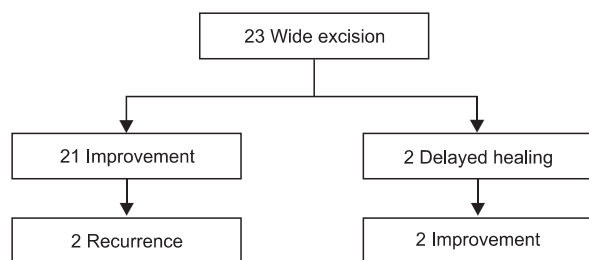 23 Wide excision
21 Improvement
2 Delayed healing
2 Recurrence
2 Improvement